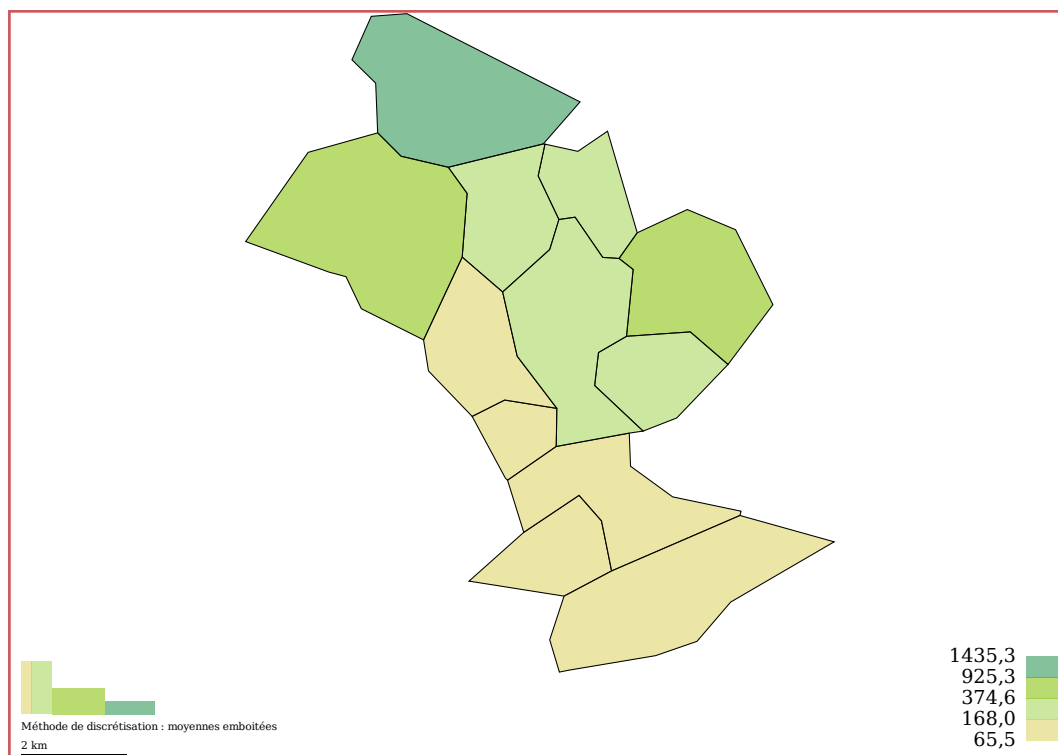 1435,3
925,3
374,6
168,0
65,5
Méthode de discrétisation : moyennes emboitées
2 km